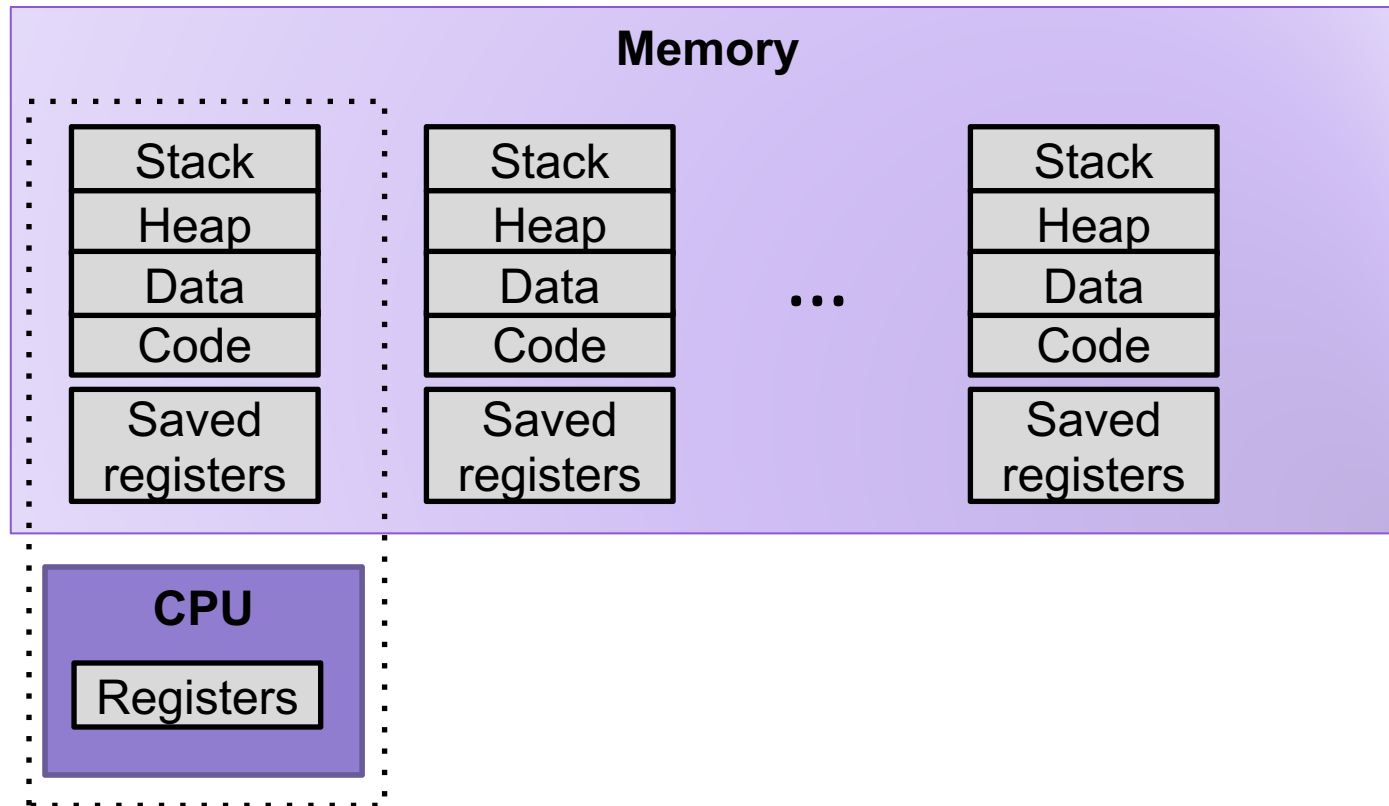 Memory
Stack
Heap
Data
Code
Saved
registers
Stack
Heap
Data
Code
Saved
registers
...
Stack
Heap
Data
Code
Saved
registers
CPU
Registers